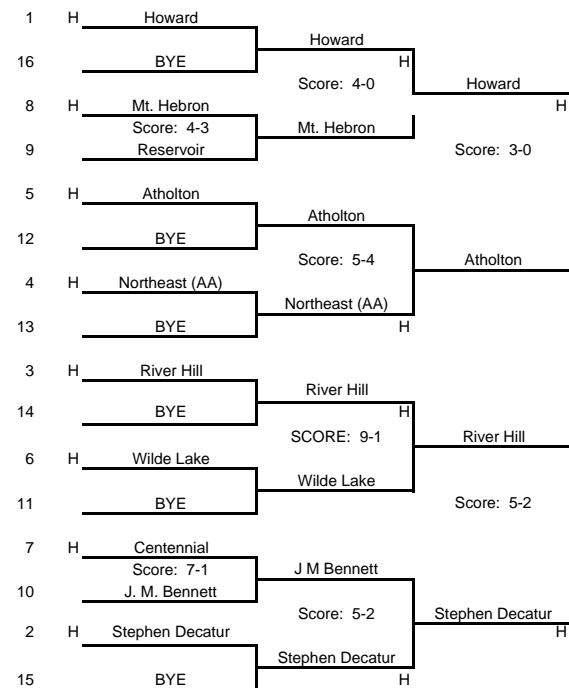 1 H Howard
Howard
16 BYE H
Score: 4-0 Howard
8 H Mt. Hebron H
Score: 4-3 Mt. Hebron
9 Reservoir Score: 3-0
5 H Atholton
Atholton
12 BYE
Score: 5-4 Atholton
4 H Northeast (AA)
Northeast (AA)
13 BYE H
3 H River Hill
River Hill
14 BYE H
SCORE: 9-1 River Hill
6 H Wilde Lake
Wilde Lake
11 BYE Score: 5-2
7 H Centennial
Score: 7-1 J M Bennett
10 J. M. Bennett
Score: 5-2 Stephen Decatur
2 H Stephen Decatur H
Stephen Decatur
15 BYE H